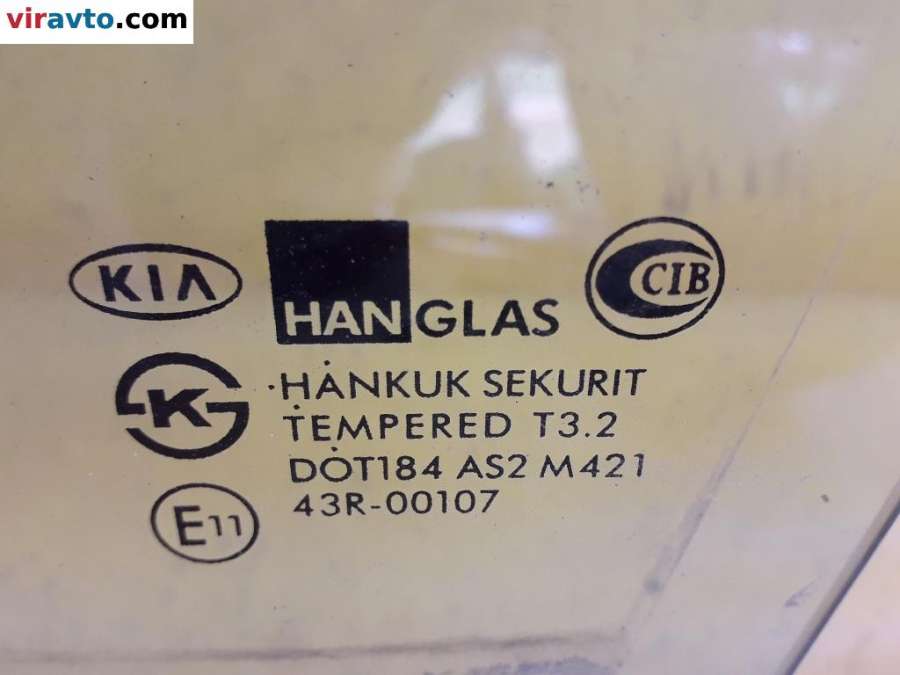 viravto.com
KIA
HANGLAS
CIB
K
HANKUK SEKURIT
TEMPERED T3.2
DOT184 AS2 M421
43R-00107
E11